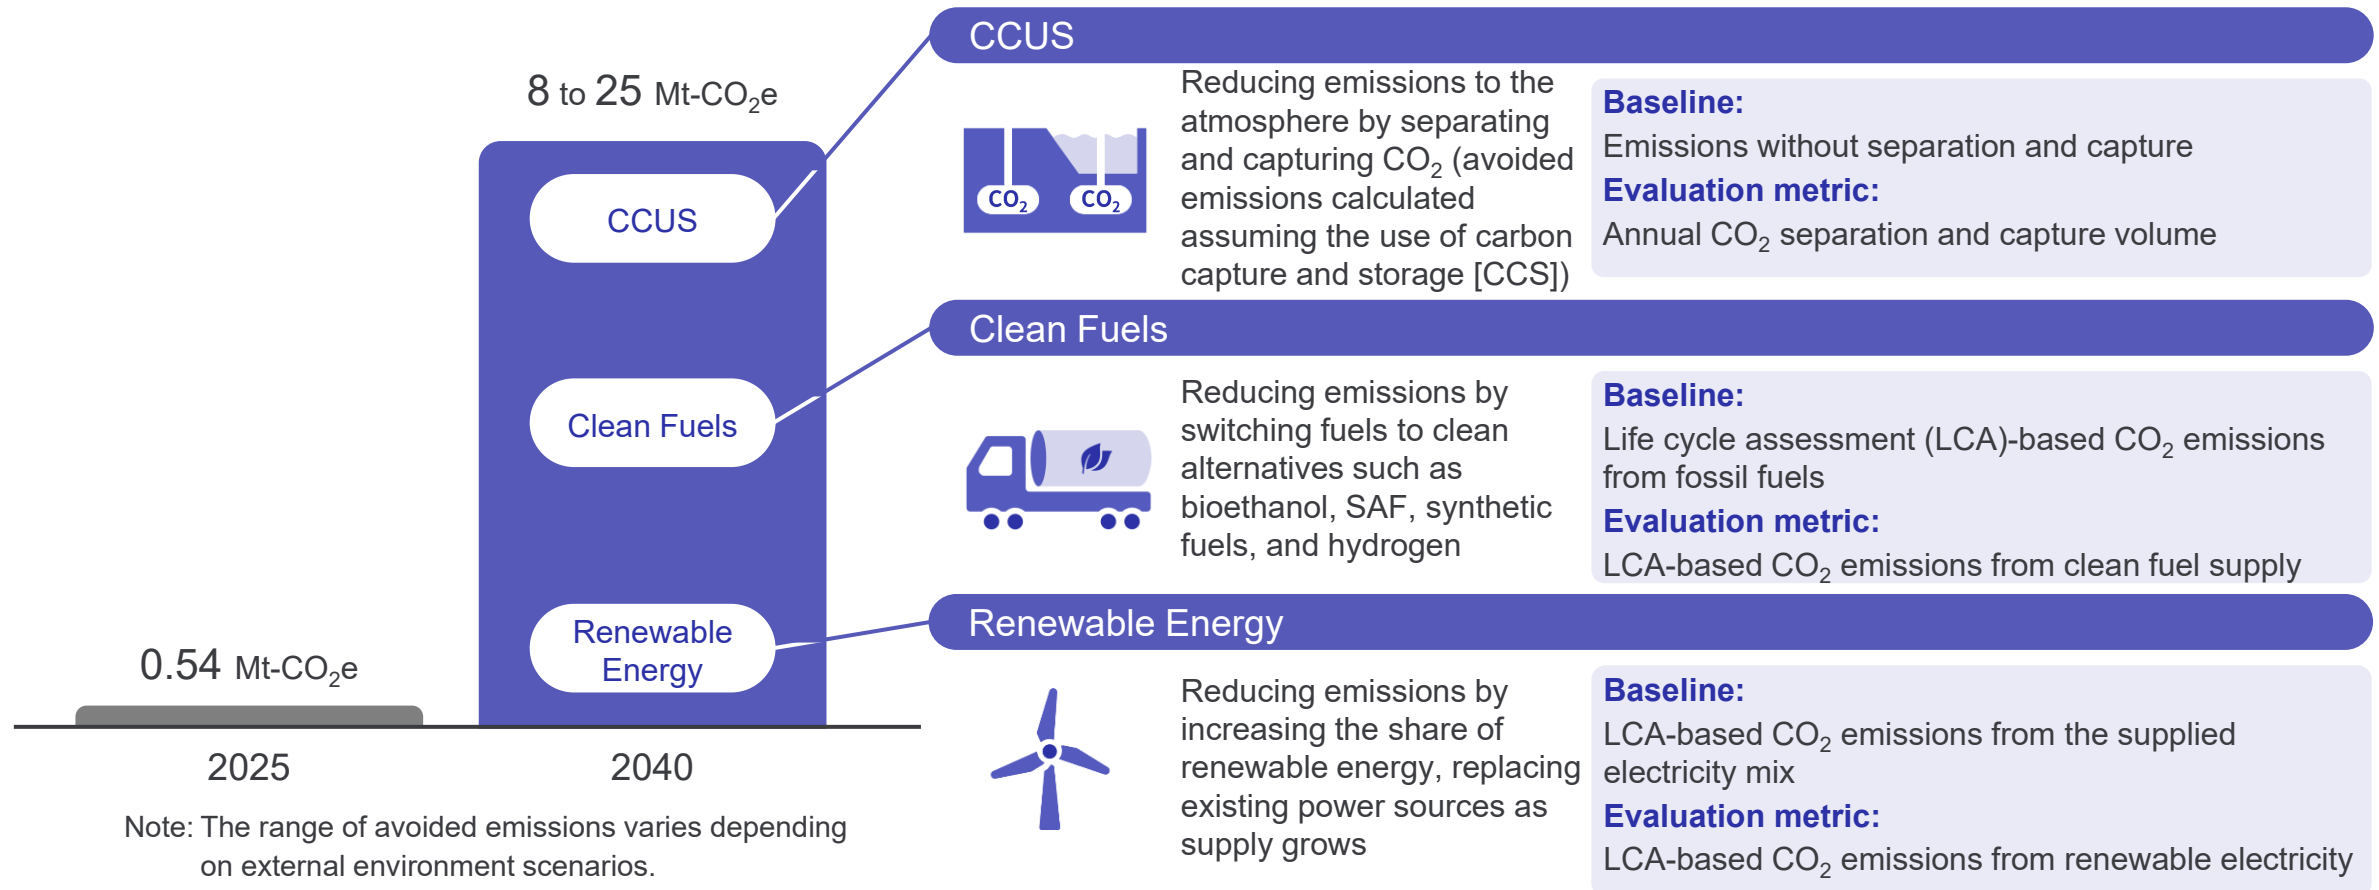 8 to 25 Mt-CO₂e
CCUS
Clean Fuels
Renewable
Energy
0.54 Mt-CO₂e
2025
2040
Note: The range of avoided emissions varies depending
on external environment scenarios.
CCUS
CO₂
CO₂
Reducing emissions to the
atmosphere by separating
and capturing CO₂ (avoided
emissions calculated
assuming the use of carbon
capture and storage [CCS])
Baseline:
Emissions without separation and capture
Evaluation metric:
Annual CO₂ separation and capture volume
Clean Fuels
Reducing emissions by
switching fuels to clean
alternatives such as
bioethanol, SAF, synthetic
fuels, and hydrogen
Baseline:
Life cycle assessment (LCA)-based CO₂ emissions
from fossil fuels
Evaluation metric:
LCA-based CO₂ emissions from clean fuel supply
Renewable Energy
Reducing emissions by
increasing the share of
renewable energy, replacing
existing power sources as
supply grows
Baseline:
LCA-based CO₂ emissions from the supplied
electricity mix
Evaluation metric:
LCA-based CO₂ emissions from renewable electricity